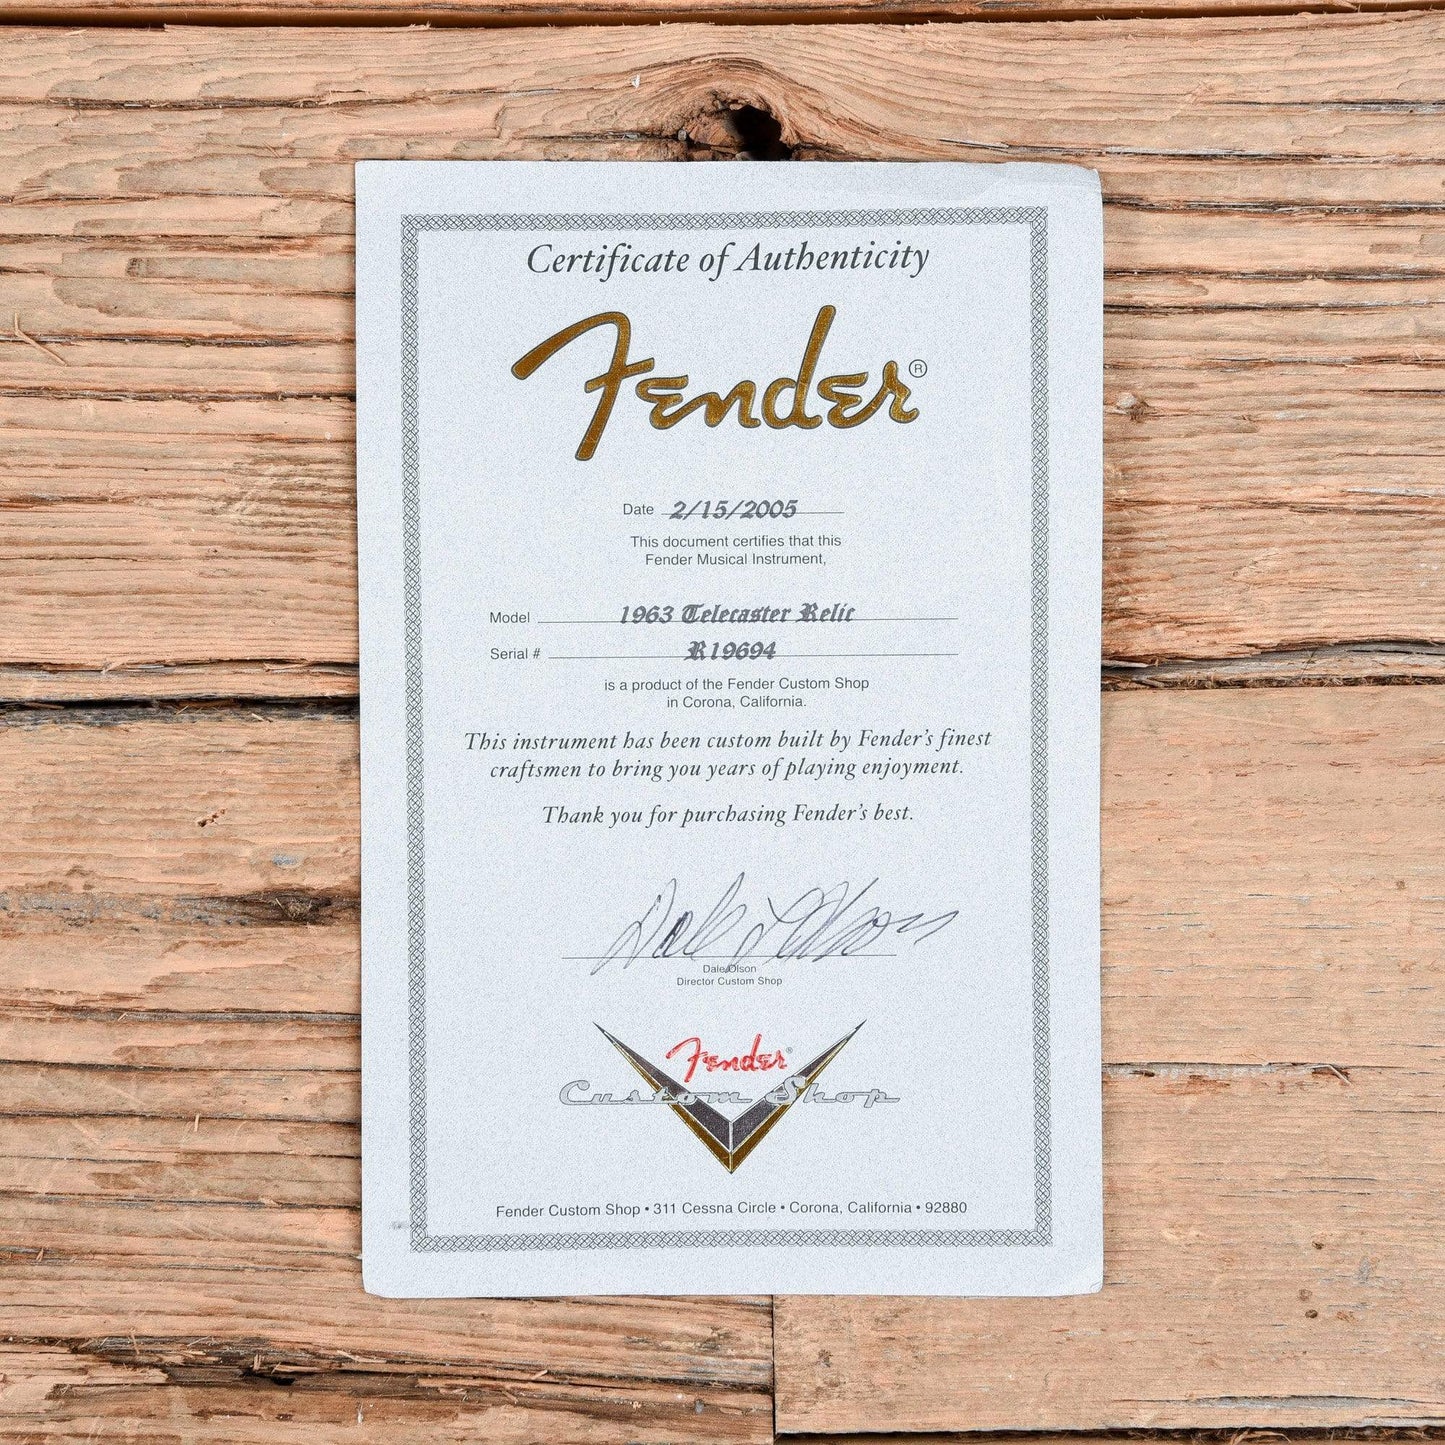 Certificate of Authenticity
Fender®
Date 2/15/2005
This document certifies that this
Fender Musical Instrument,
Model 1963 Telecaster Relic
Serial # R19694
is a product of the Fender Custom Shop
in Corona, California.
This instrument has been custom built by Fender's finest
craftsmen to bring you years of playing enjoyment.
Thank you for purchasing Fender's best.
Dale Olson
Dale Olson
Director Custom Shop
Fender®
Custom Shop
Fender Custom Shop • 311 Cessna Circle • Corona, California • 92880